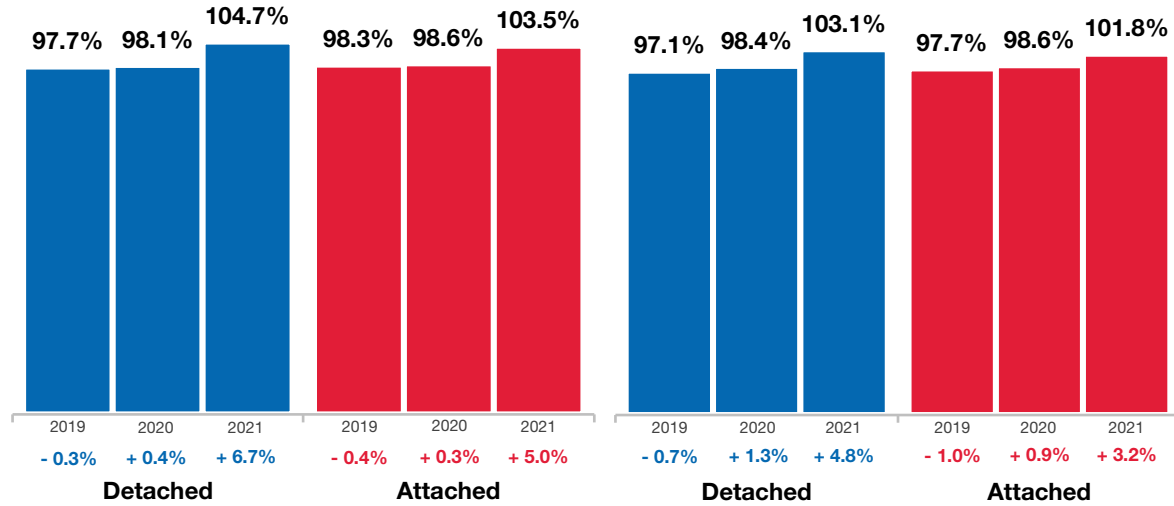 97.7% 98.1% 104.7% 98.3% 98.6% 103.5% 97.1% 98.4% 103.1% 97.7% 98.6% 101.8%
2019 2020 2021 2019 2020 2021 2019 2020 2021 2019 2020 2021
- 0.3% + 0.4% + 6.7% - 0.4% + 0.3% + 5.0% - 0.7% + 1.3% + 4.8% - 1.0% + 0.9% + 3.2%
Detached Attached Detached Attached